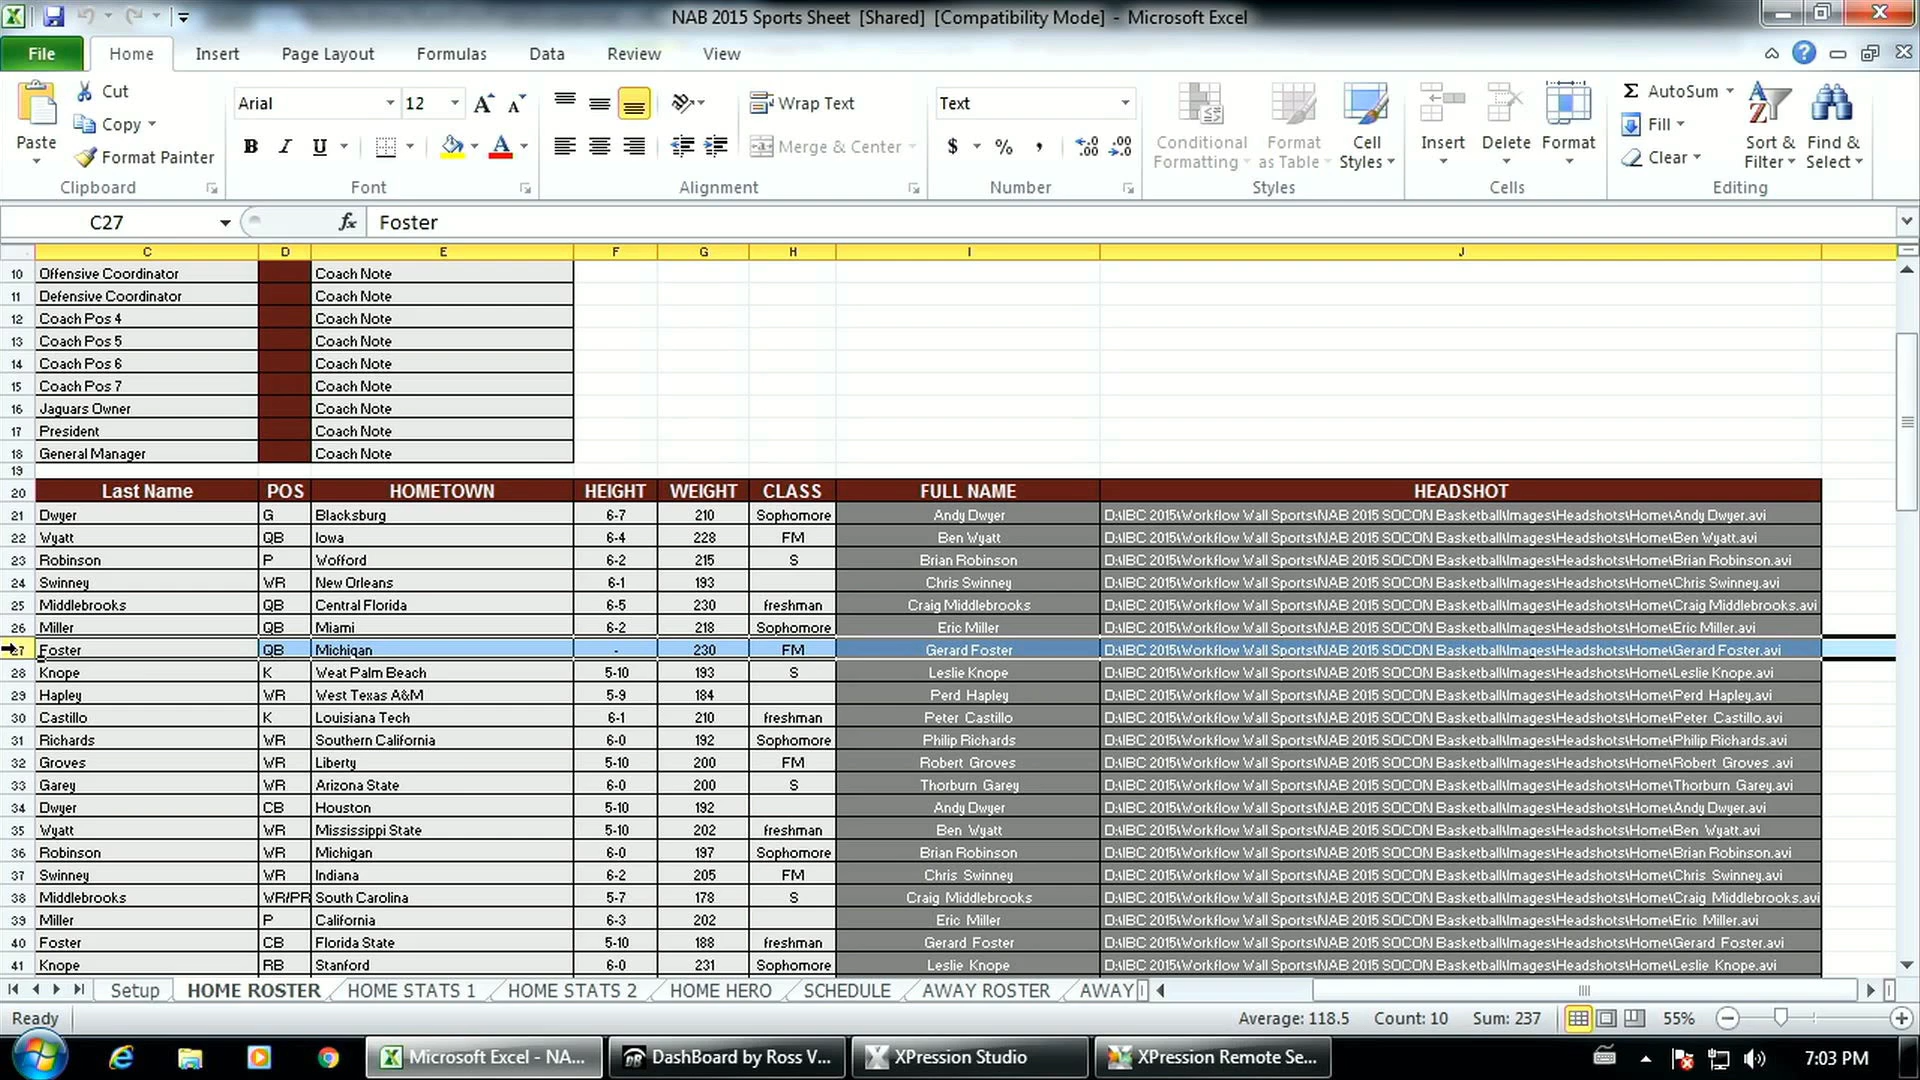 NAB 2015 Sports Sheet [Shared] [Compatibility Mode] - Microsoft Excel
File Home Insert Page Layout Formulas Data Review View
Paste
Cut
Copy
Format Painter
Clipboard
Arial 12
B I U
Font
Wrap Text
Merge & Center
Alignment
Text
$ % ,
Number
Conditional Formatting
Format as Table
Cell Styles
Styles
Insert Delete Format
Cells
AutoSum
Fill
Clear
Sort & Filter
Find & Select
Editing
C27 fx Foster
C D E F G H I J
10 Offensive Coordinator Coach Note
11 Defensive Coordinator Coach Note
12 Coach Pos 4 Coach Note
13 Coach Pos 5 Coach Note
14 Coach Pos 6 Coach Note
15 Coach Pos 7 Coach Note
16 Jaguars Owner Coach Note
17 President Coach Note
18 General Manager Coach Note
19
20 Last Name POS HOMETOWN HEIGHT WEIGHT CLASS FULL NAME HEADSHOT
21 Dwyer G Blacksburg 6-7 210 Sophomore Andy Dwyer D:\IBC 2015\Workflow Wall Sports\NAB 2015 SOCON Basketball\Images\Headshots\Home\Andy Dwyer.avi
22 Wyatt QB Iowa 6-4 228 FM Ben Wyatt D:\IBC 2015\Workflow Wall Sports\NAB 2015 SOCON Basketball\Images\Headshots\Home\Ben Wyatt.avi
23 Robinson P Wofford 6-2 215 S Brian Robinson D:\IBC 2015\Workflow Wall Sports\NAB 2015 SOCON Basketball\Images\Headshots\Home\Brian Robinson.avi
24 Swinney WR New Orleans 6-1 193 Chris Swinney D:\IBC 2015\Workflow Wall Sports\NAB 2015 SOCON Basketball\Images\Headshots\Home\Chris Swinney.avi
25 Middlebrooks QB Central Florida 6-5 230 freshman Craig Middlebrooks D:\IBC 2015\Workflow Wall Sports\NAB 2015 SOCON Basketball\Images\Headshots\Home\Craig Middlebrooks.avi
26 Miller QB Miami 6-2 218 Sophomore Eric Miller D:\IBC 2015\Workflow Wall Sports\NAB 2015 SOCON Basketball\Images\Headshots\Home\Eric Miller.avi
27 Foster QB Michigan - 230 FM Gerard Foster D:\IBC 2015\Workflow Wall Sports\NAB 2015 SOCON Basketball\Images\Headshots\Home\Gerard Foster.avi
28 Knope K Weat Palm Beach 5-10 193 S Leslie Knope D:\IBC 2015\Workflow Wall Sports\NAB 2015 SOCON Basketball\Images\Headshots\Home\Leslie Knope.avi
29 Hapley WR West Texas A&M 5-9 184 Perd Hapley D:\IBC 2015\Workflow Wall Sports\NAB 2015 SOCON Basketball\Images\Headshots\Home\Perd Hapley.avi
30 Castillo K Louisiana Tech 6-1 210 freshman Peter Castillo D:\IBC 2015\Workflow Wall Sports\NAB 2015 SOCON Basketball\Images\Headshots\Home\Peter Castillo.avi
31 Richards WR Southern California 6-0 192 Sophomore Philip Richards D:\IBC 2015\Workflow Wall Sports\NAB 2015 SOCON Basketball\Images\Headshots\Home\Philip Richards.avi
32 Groves WR Liberty 5-10 200 FM Robert Groves D:\IBC 2015\Workflow Wall Sports\NAB 2015 SOCON Basketball\Images\Headshots\Home\Robert Groves .avi
33 Garey WR Arizona State 6-0 200 S Thorburn Garey D:\IBC 2015\Workflow Wall Sports\NAB 2015 SOCON Basketball\Images\Headshots\Home\Thorburn Garey.avi
34 Dwyer CB Houston 5-10 192 Andy Dwyer D:\IBC 2015\Workflow Wall Sports\NAB 2015 SOCON Basketball\Images\Headshots\Home\Andy Dwyer.avi
35 Wyatt WR Mississippi State 5-10 202 freshman Ben Wyatt D:\IBC 2015\Workflow Wall Sports\NAB 2015 SOCON Basketball\Images\Headshots\Home\Ben Wyatt.avi
36 Robinson WR Michigan 6-0 197 Sophomore Brian Robinson D:\IBC 2015\Workflow Wall Sports\NAB 2015 SOCON Basketball\Images\Headshots\Home\Brian Robinson.avi
37 Swinney WR Indiana 6-2 205 FM Chris Swinney D:\IBC 2015\Workflow Wall Sports\NAB 2015 SOCON Basketball\Images\Headshots\Home\Chris Swinney.avi
38 Middlebrooks WR/PR South Carolina 5-7 178 S Craig Middlebrooks D:\IBC 2015\Workflow Wall Sports\NAB 2015 SOCON Basketball\Images\Headshots\Home\Craig Middlebrooks.avi
39 Miller P California 6-3 202 Eric Miller D:\IBC 2015\Workflow Wall Sports\NAB 2015 SOCON Basketball\Images\Headshots\Home\Eric Miller.avi
40 Foster CB Florida State 5-10 188 freshman Gerard Foster D:\IBC 2015\Workflow Wall Sports\NAB 2015 SOCON Basketball\Images\Headshots\Home\Gerard Foster.avi
41 Knope RB Stanford 6-0 231 Sophomore Leslie Knope D:\IBC 2015\Workflow Wall Sports\NAB 2015 SOCON Basketball\Images\Headshots\Home\Leslie Knope.avi
Setup HOME ROSTER HOME STATS 1 HOME STATS 2 HOME HERO SCHEDULE AWAY ROSTER AWAY
Ready Average: 118.5 Count: 10 Sum: 237 55%
Microsoft Excel - NA... DashBoard by Ross V... XPression Studio XPression Remote Se... 7:03 PM